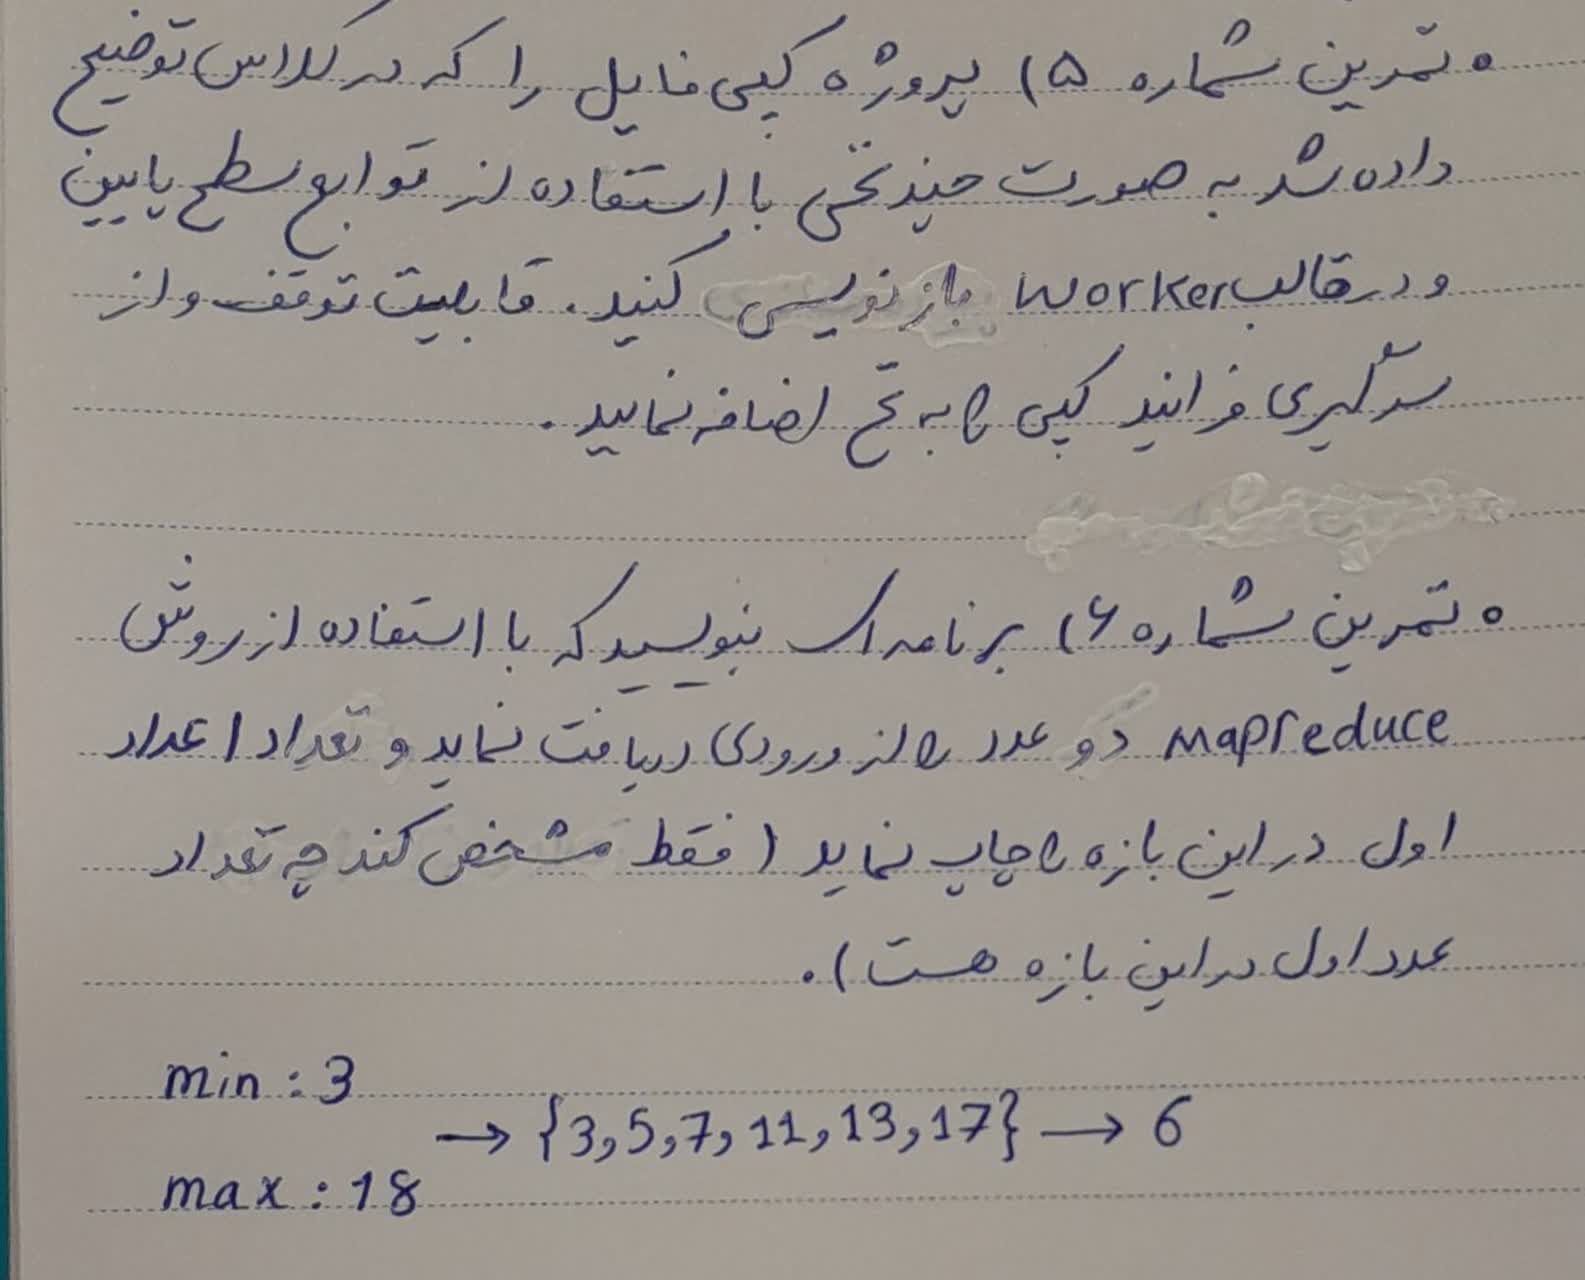 • تمرین شماره ۵) پروژه کپی فایل را که در کلاس توضیح
داده شد به صورت چندنخی با استفاده از توابع سطح پایین
و در قالب Worker بازنویسی کنید. قابلیت توقف و از
سرگیری فرایند کپی را به نخ اضافه نمایید.
• تمرین شماره ۶) برنامه‌ای بنویسید که با استفاده از روش
mapreduce دو عدد را از ورودی دریافت نماید و تعداد اعداد
اول در این بازه را چاپ نماید (فقط مشخص کند چه تعداد
عدد اول در این بازه هست).
min : 3
→ {3,5,7,11,13,17} → 6
max : 18